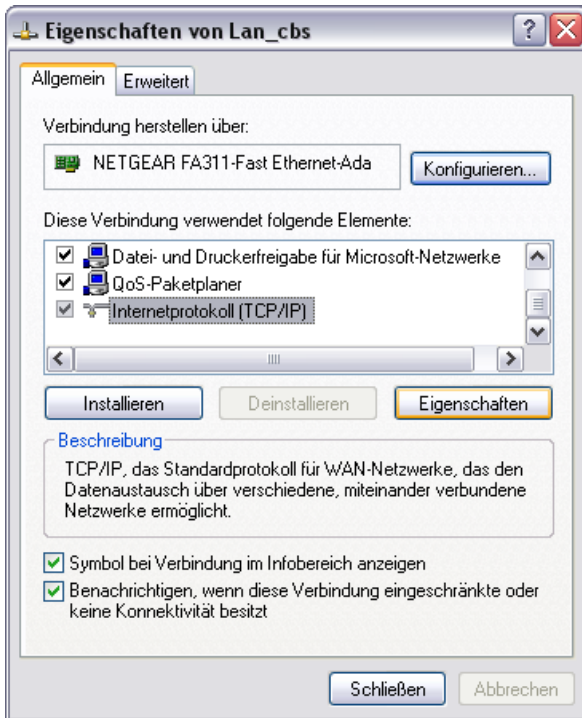 Eigenschaften von Lan_cbs
Allgemein
Erweitert
Verbindung herstellen über:
NETGEAR FA311-Fast Ethernet-Ada
Konfigurieren...
Diese Verbindung verwendet folgende Elemente:
Datei- und Druckerfreigabe für Microsoft-Netzwerke
QoS-Paketplaner
Internetprotokoll (TCP/IP)
Installieren
Deinstallieren
Eigenschaften
Beschreibung
TCP/IP, das Standardprotokoll für WAN-Netzwerke, das den
Datenaustausch über verschiedene, miteinander verbundene
Netzwerke ermöglicht.
Symbol bei Verbindung im Infobereich anzeigen
Benachrichtigen, wenn diese Verbindung eingeschränkte oder
keine Konnektivität besitzt
Schließen
Abbrechen